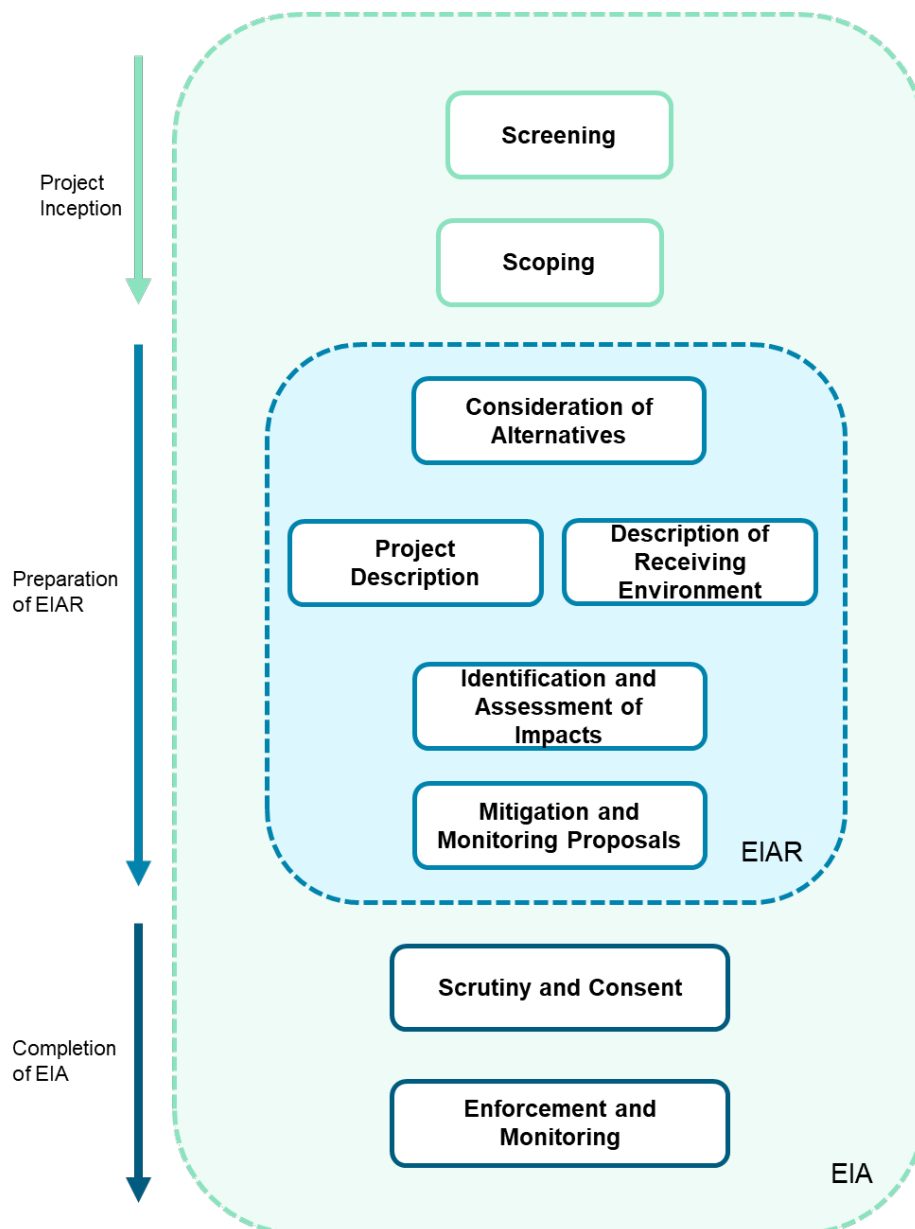 Screening
Project
Inception
Scoping
Consideration of
Alternatives
Project
Description
Description of
Receiving
Environment
Preparation
of EIAR
Identification and
Assessment of
Impacts
Mitigation and
Monitoring Proposals
EIAR
Scrutiny and Consent
Completion
of EIA
Enforcement and
Monitoring
EIA